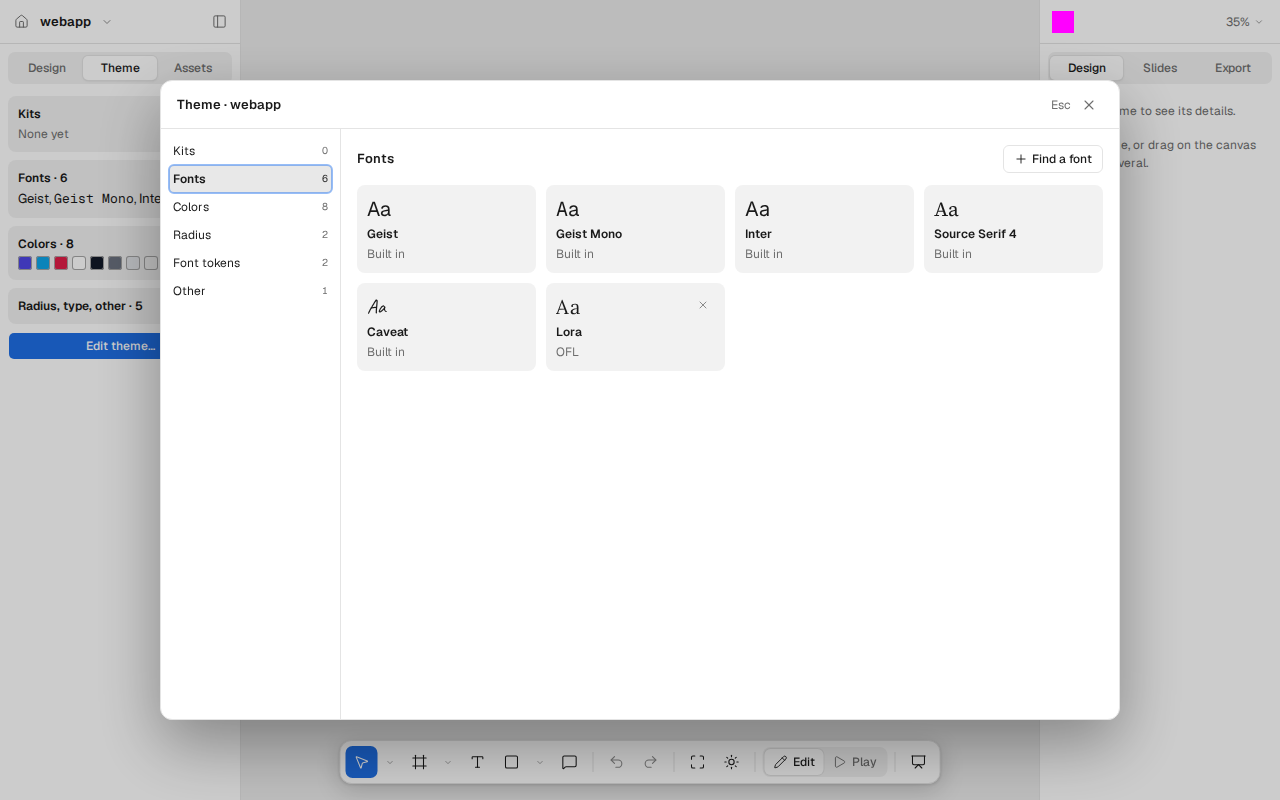 webapp
35%
Design
Theme
Assets
Design
Slides
Export
Kits
None yet
Fonts · 6
Geist, Geist Mono, Inte
Colors · 8
Radius, type, other · 5
Edit theme…
me to see its details.
e, or drag on the canvas
veral.
Theme · webapp
Esc
Kits 0
Fonts 6
Colors 8
Radius 2
Font tokens 2
Other 1
Fonts
Find a font
Aa
Geist
Built in
Aa
Geist Mono
Built in
Aa
Inter
Built in
Aa
Source Serif 4
Built in
Aa
Caveat
Built in
Aa
Lora
OFL
Edit
Play